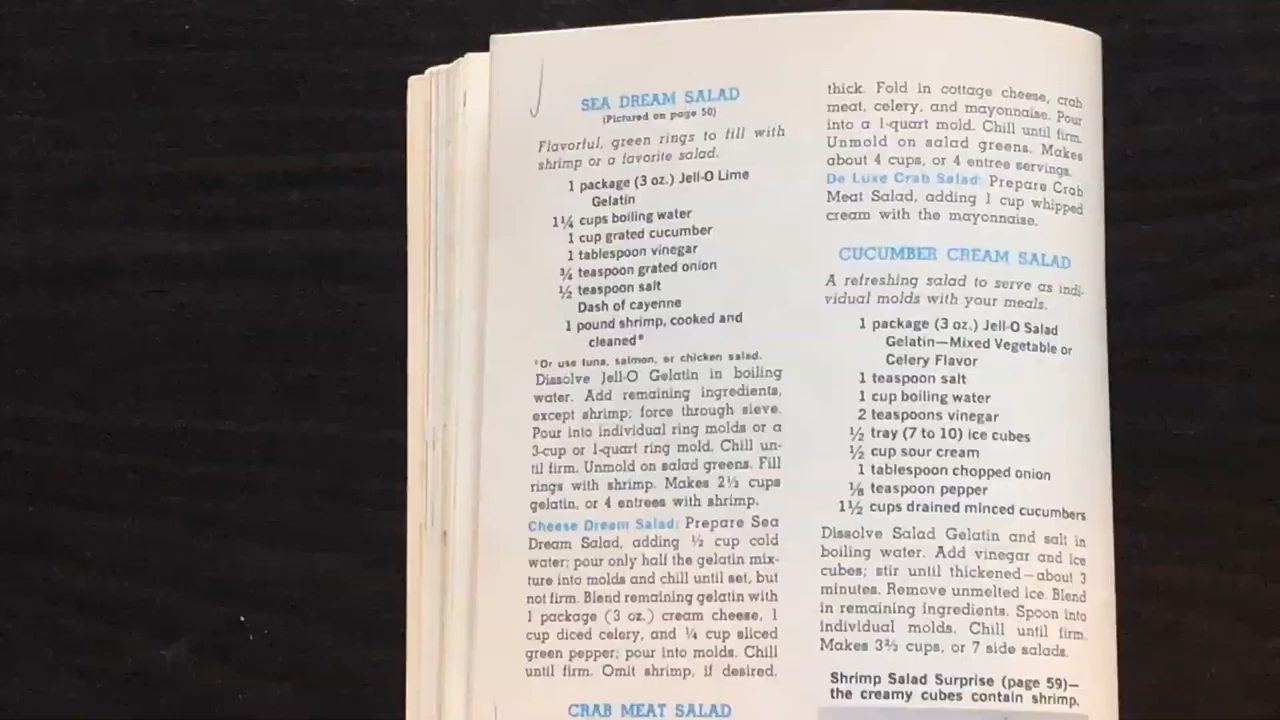 SEA DREAM SALAD
(Pictured on page 50)
Flavorful, green rings to fill with
shrimp or a favorite salad.
1 package (3 oz.) Jell-O Lime
Gelatin
1¼ cups boiling water
1 cup grated cucumber
1 tablespoon vinegar
¾ teaspoon grated onion
½ teaspoon salt
Dash of cayenne
1 pound shrimp, cooked and
cleaned*
*Or use tuna, salmon, or chicken salad.
Dissolve Jell-O Gelatin in boiling
water. Add remaining ingredients,
except shrimp; force through sieve.
Pour into individual ring molds or a
3-cup or 1-quart ring mold. Chill un-
til firm. Unmold on salad greens. Fill
rings with shrimp. Makes 2½ cups
gelatin, or 4 entrees with shrimp.
Cheese Dream Salad: Prepare Sea
Dream Salad, adding ½ cup cold
water; pour only half the gelatin mix-
ture into molds and chill until set, but
not firm. Blend remaining gelatin with
1 package (3 oz.) cream cheese, 1
cup diced celery, and ¼ cup sliced
green pepper; pour into molds. Chill
until firm. Omit shrimp, if desired.
CRAB MEAT SALAD
thick. Fold in cottage cheese, crab
meat, celery, and mayonnaise. Pour
into a 1-quart mold. Chill until firm.
Unmold on salad greens. Makes
about 4 cups, or 4 entree servings.
De Luxe Crab Salad: Prepare Crab
Meat Salad, adding 1 cup whipped
cream with the mayonnaise.
CUCUMBER CREAM SALAD
A refreshing salad to serve as indi-
vidual molds with your meals.
1 package (3 oz.) Jell-O Salad
Gelatin—Mixed Vegetable or
Celery Flavor
1 teaspoon salt
1 cup boiling water
2 teaspoons vinegar
½ tray (7 to 10) ice cubes
½ cup sour cream
1 tablespoon chopped onion
⅛ teaspoon pepper
1½ cups drained minced cucumbers
Dissolve Salad Gelatin and salt in
boiling water. Add vinegar and ice
cubes; stir until thickened—about 3
minutes. Remove unmelted ice. Blend
in remaining ingredients. Spoon into
individual molds. Chill until firm.
Makes 3⅔ cups, or 7 side salads.
Shrimp Salad Surprise (page 59)—
the creamy cubes contain shrimp.